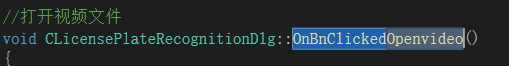 //打开视频文件
void CLicensePlateRecognitionDlg::OnBnClickedOpenvideo()
{